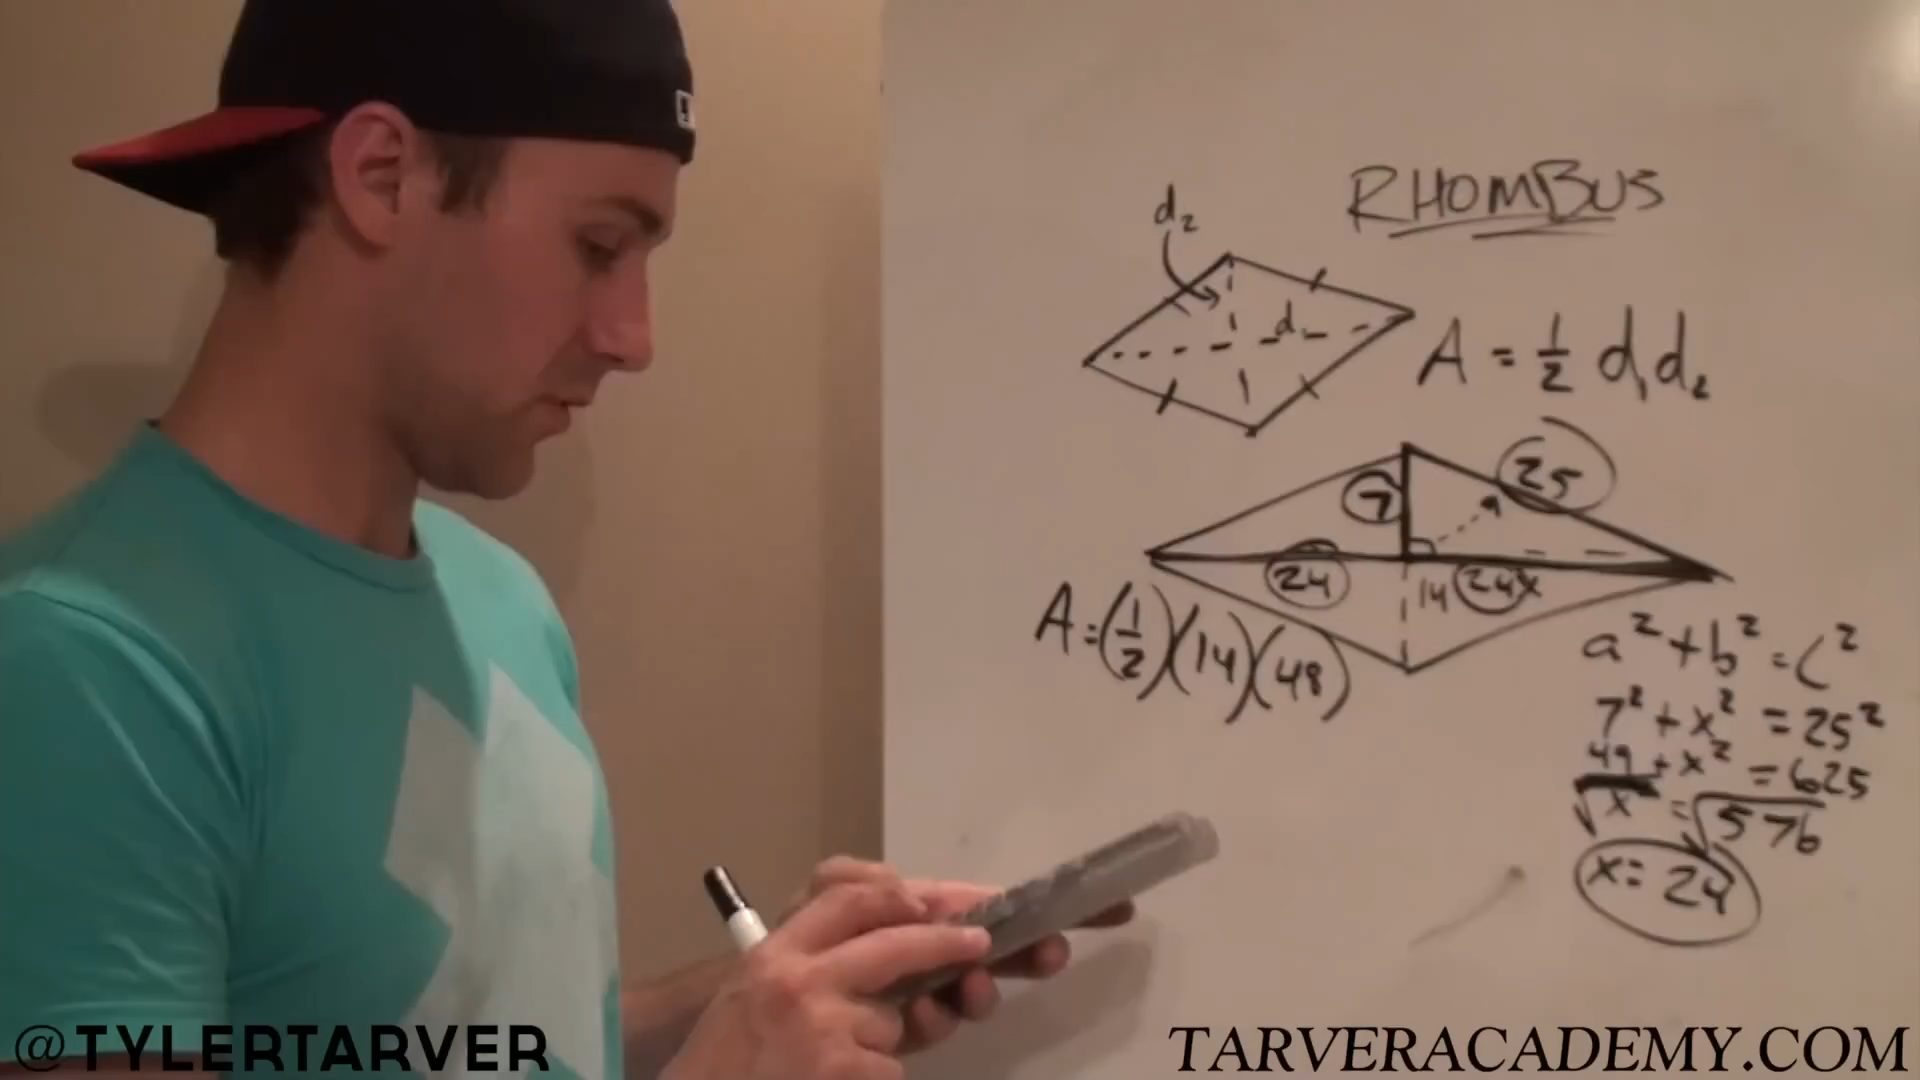 RHOMBUS
d₂
d₁
A = ½ d₁d₂
25
7
24
14 24 x
A=(½)(14)(48)
a² + b² = c²
7² + x² = 25²
49 + x² = 625
√x² = √576
x = 24
@TYLERTARVER
TARVERACADEMY.COM